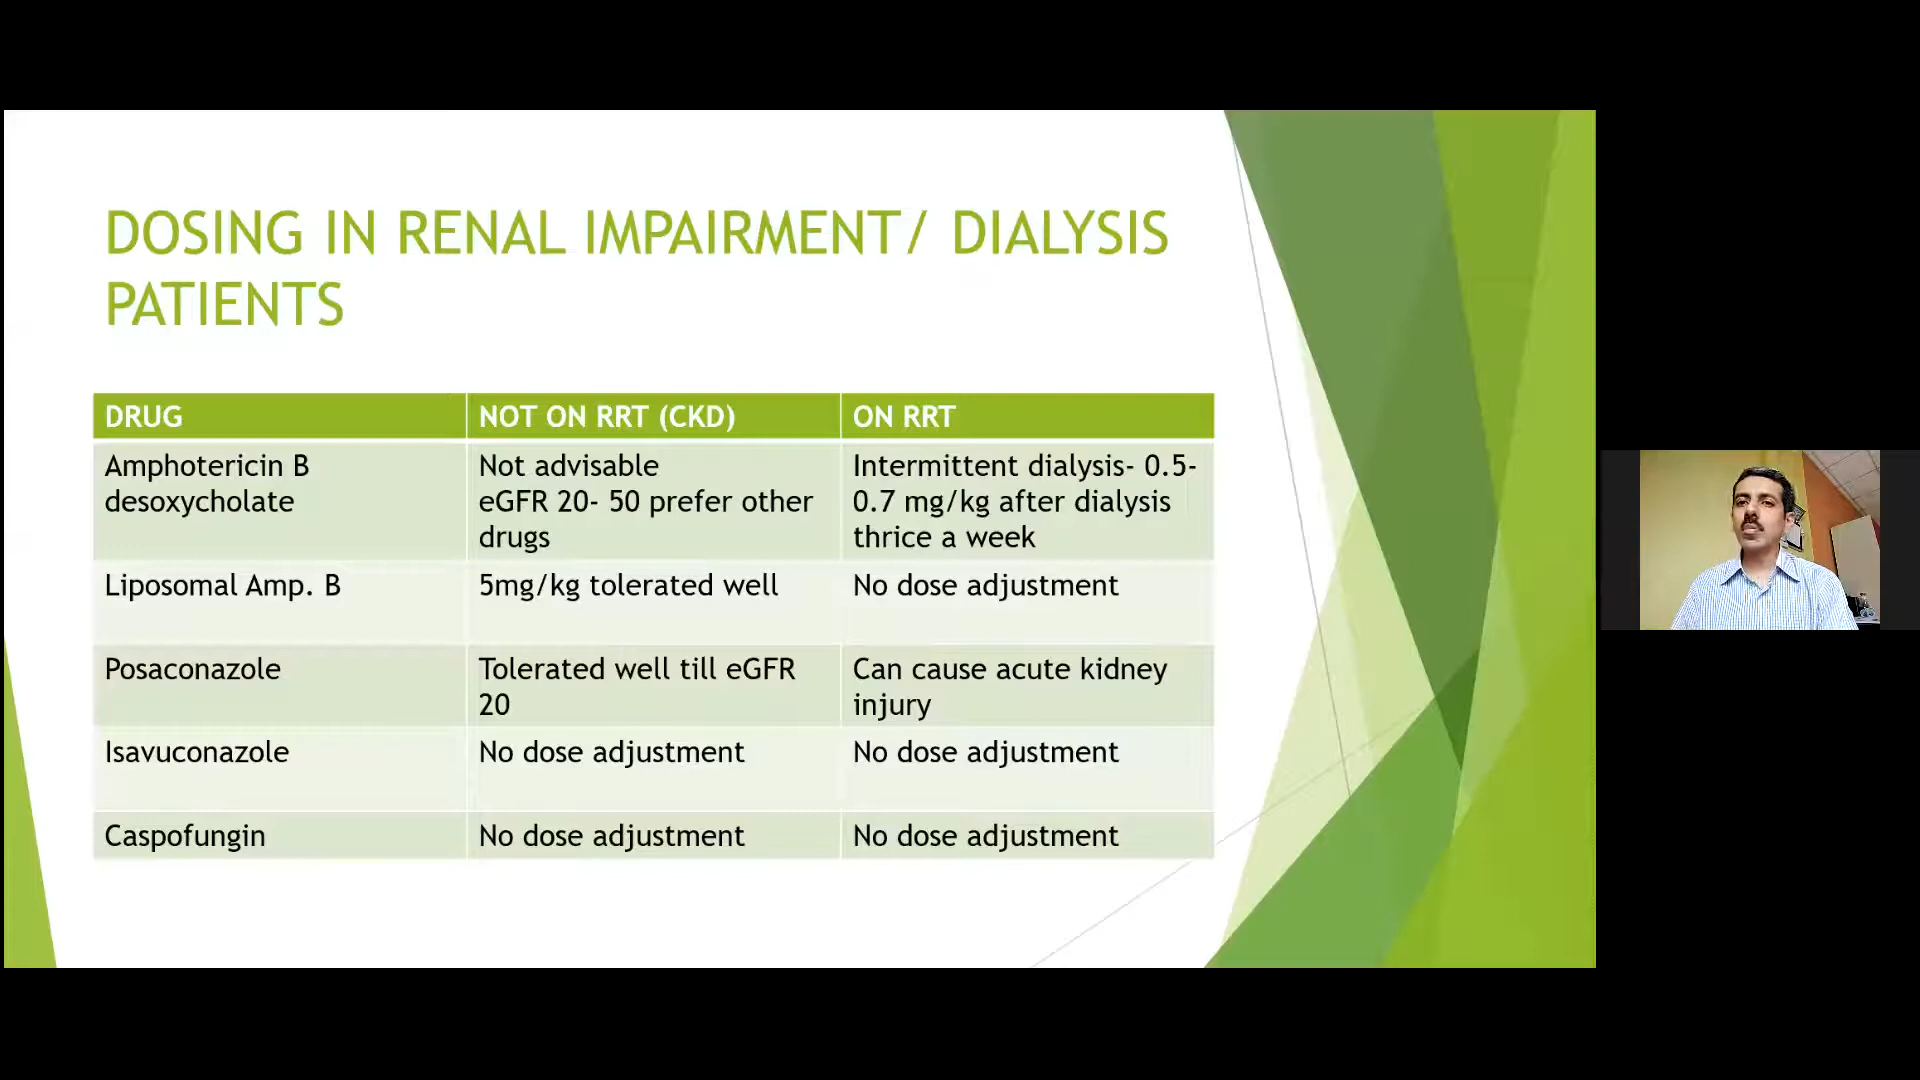 DOSING IN RENAL IMPAIRMENT/ DIALYSIS
PATIENTS
DRUG
NOT ON RRT (CKD)
ON RRT
Amphotericin B
desoxycholate
Not advisable
eGFR 20- 50 prefer other
drugs
Intermittent dialysis- 0.5-
0.7 mg/kg after dialysis
thrice a week
Liposomal Amp. B
5mg/kg tolerated well
No dose adjustment
Posaconazole
Tolerated well till eGFR
20
Can cause acute kidney
injury
Isavuconazole
No dose adjustment
No dose adjustment
Caspofungin
No dose adjustment
No dose adjustment